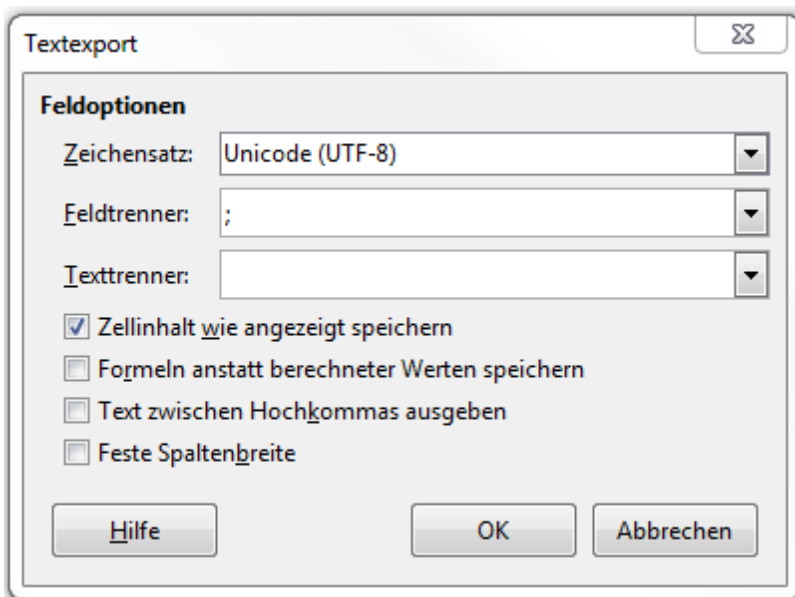 Textexport
Feldoptionen
Zeichensatz: Unicode (UTF-8)
Feldtrenner: ;
Texttrenner:
Zellinhalt wie angezeigt speichern
Formeln anstatt berechneter Werten speichern
Text zwischen Hochkommas ausgeben
Feste Spaltenbreite
Hilfe OK Abbrechen